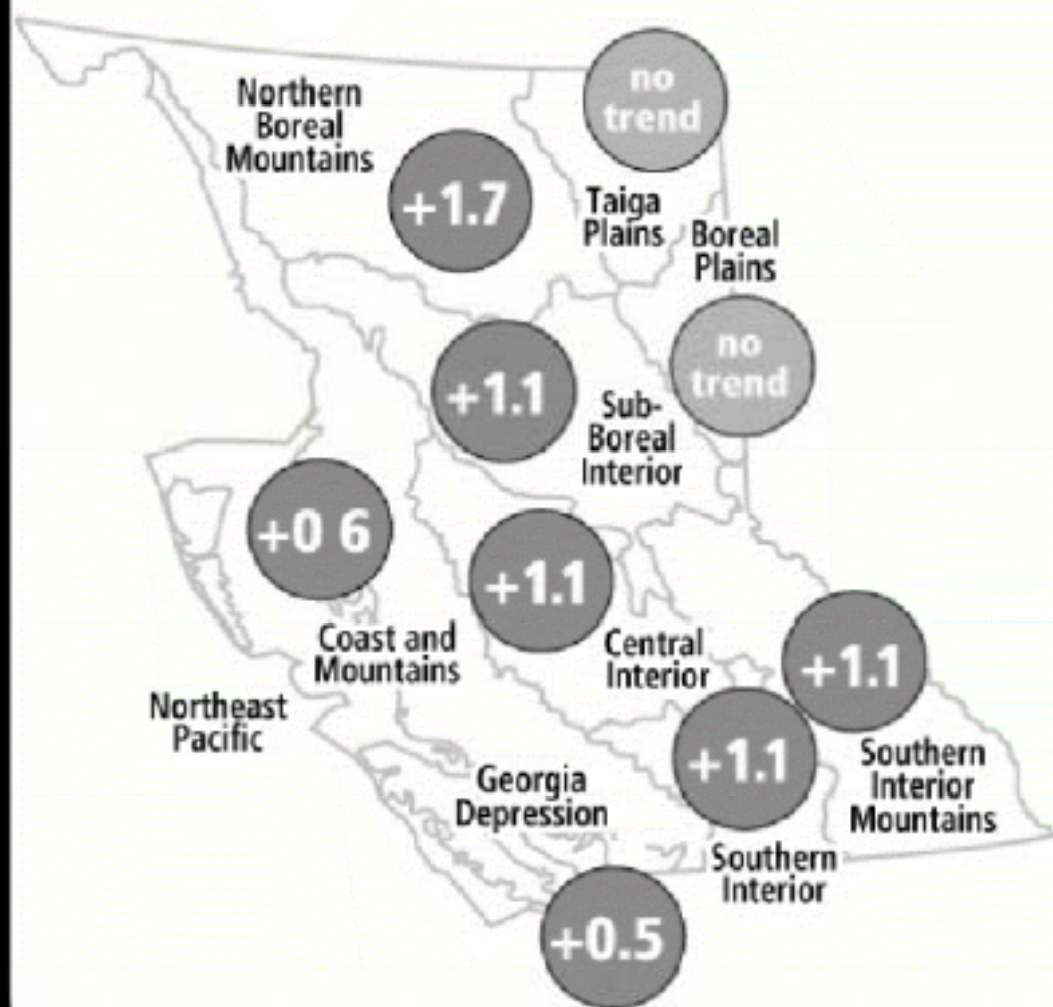 no
trend
Northern
Boreal
Mountains
+1.7
Taiga
Plains
Boreal
Plains
no
trend
+1.1
Sub-
Boreal
Interior
+0 6
+1.1
Coast and
Mountains
Central
Interior
+1.1
Northeast
Pacific
+1.1
Southern
Interior
Mountains
Georgia
Depression
Southern
Interior
+0.5